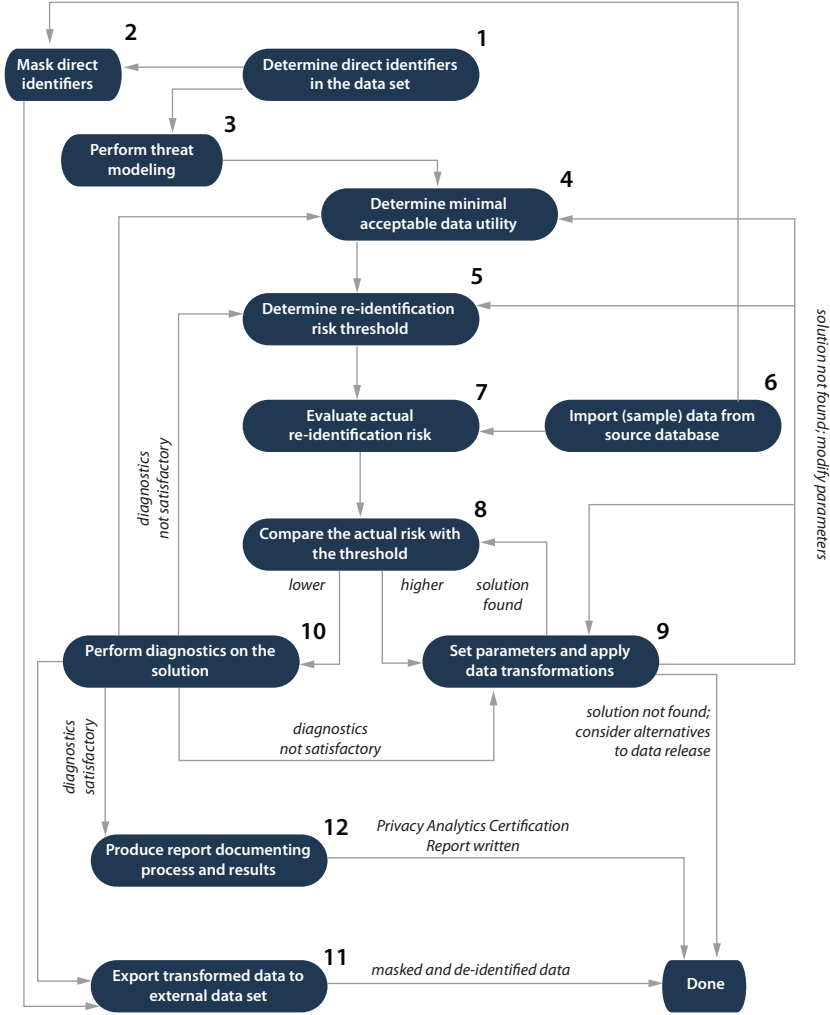 2
1
Mask direct
identifiers
Determine direct identifiers
in the data set
3
Perform threat
modeling
4
Determine minimal
acceptable data utility
5
Determine re-identification
risk threshold
solution not found; modify parameters
6
7
Evaluate actual
re-identification risk
Import (sample) data from
source database
diagnostics
not satisfactory
8
Compare the actual risk with
the threshold
lower
higher
solution
found
10
9
Perform diagnostics on the
solution
Set parameters and apply
data transformations
diagnostics
satisfactory
diagnostics
not satisfactory
solution not found;
consider alternatives
to data release
12
Produce report documenting
process and results
Privacy Analytics Certification
Report written
11
Export transformed data to
external data set
masked and de-identified data
Done